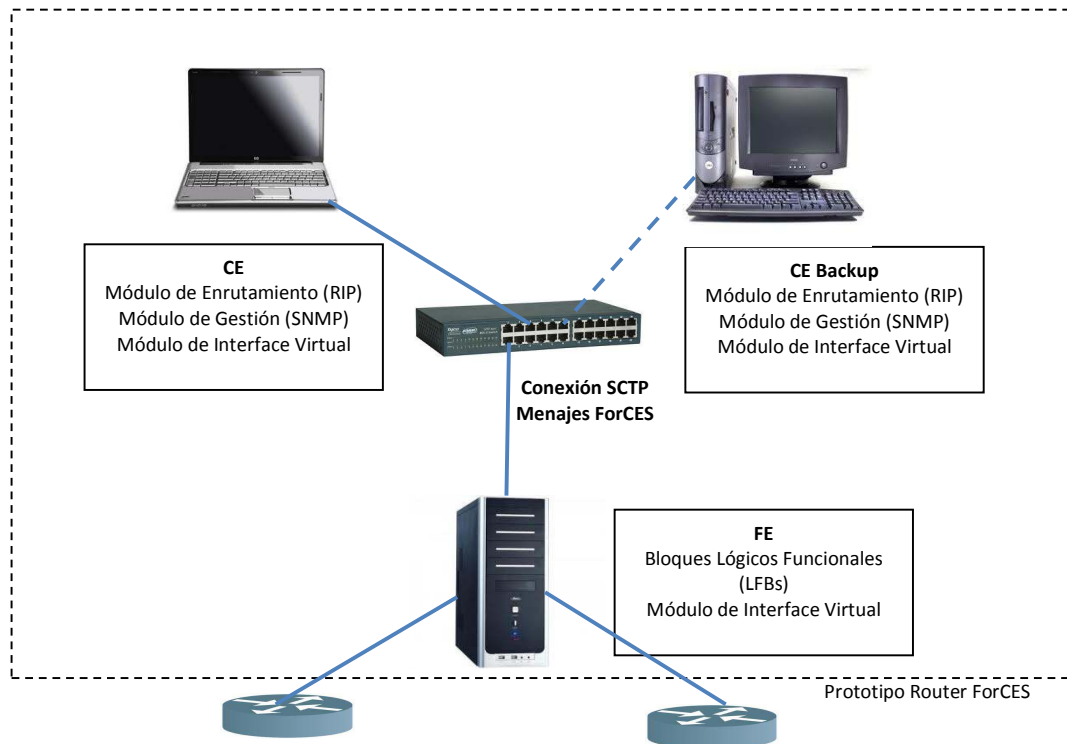 CE
Módulo de Enrutamiento (RIP)
Módulo de Gestión (SNMP)
Módulo de Interface Virtual
CE Backup
Módulo de Enrutamiento (RIP)
Módulo de Gestión (SNMP)
Módulo de Interface Virtual
Conexión SCTP
Menajes ForCES
FE
Bloques Lógicos Funcionales
(LFBs)
Módulo de Interface Virtual
Prototipo Router ForCES